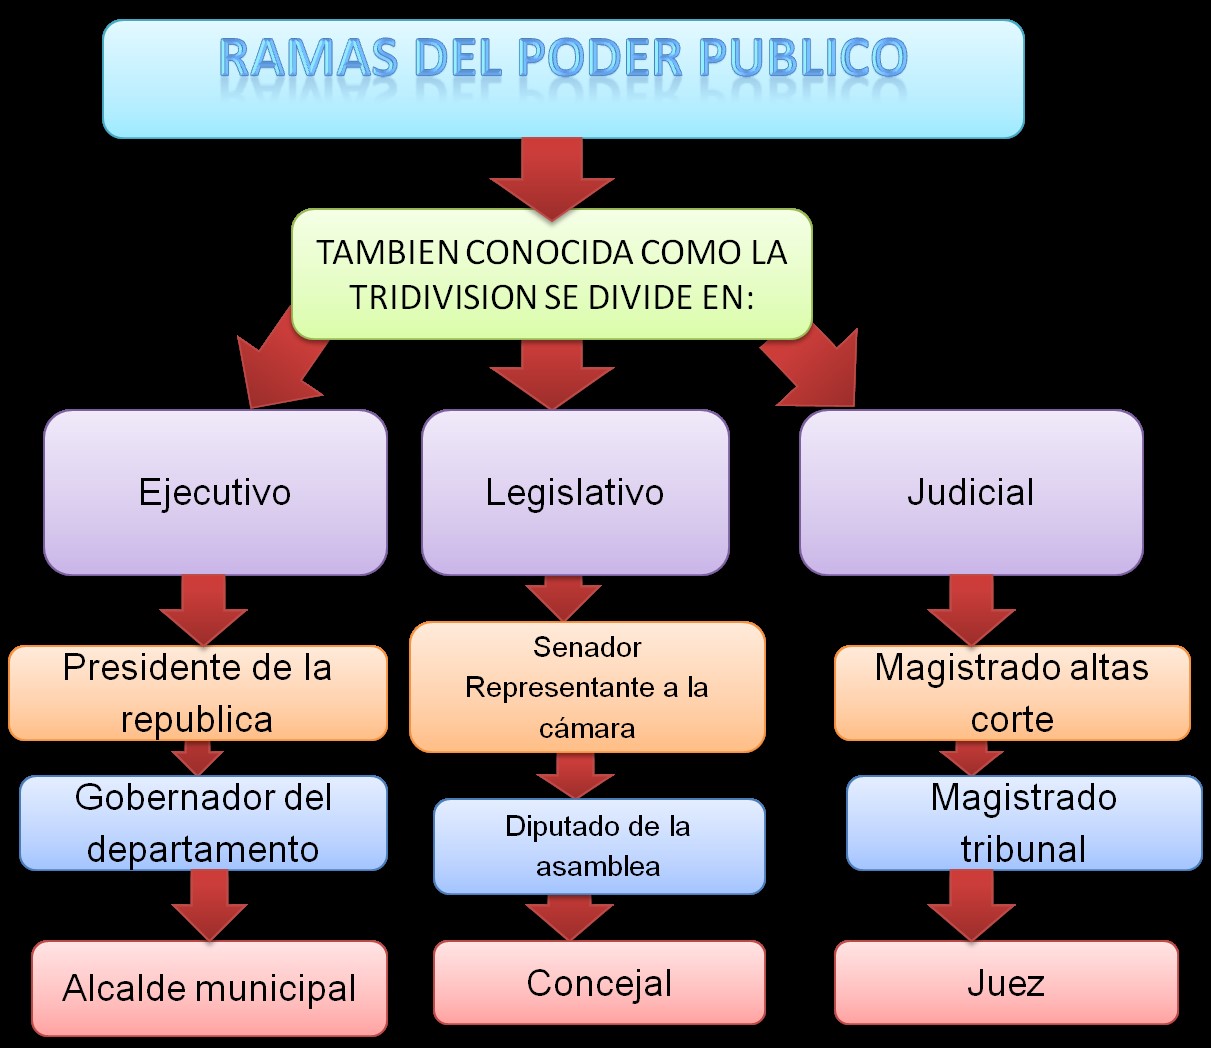 RAMAS DEL PODER PUBLICO
TAMBIEN CONOCIDA COMO LA
TRIDIVISION SE DIVIDE EN:
Ejecutivo
Legislativo
Judicial
Presidente de la
republica
Senador
Representante a la
cámara
Magistrado altas
corte
Gobernador del
departamento
Diputado de la
asamblea
Magistrado
tribunal
Alcalde municipal
Concejal
Juez